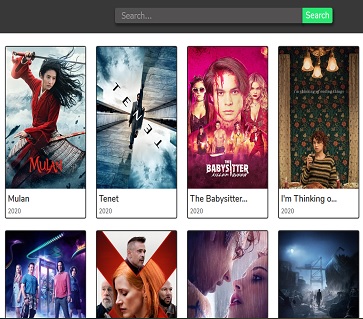 Search... Search
MULAN
TENET
THE
BABYSITTER
KILLER QUEEN
i'm thinking of ending things
Mulan
2020
Tenet
2020
The Babysitter...
2020
I'm Thinking o...
2020